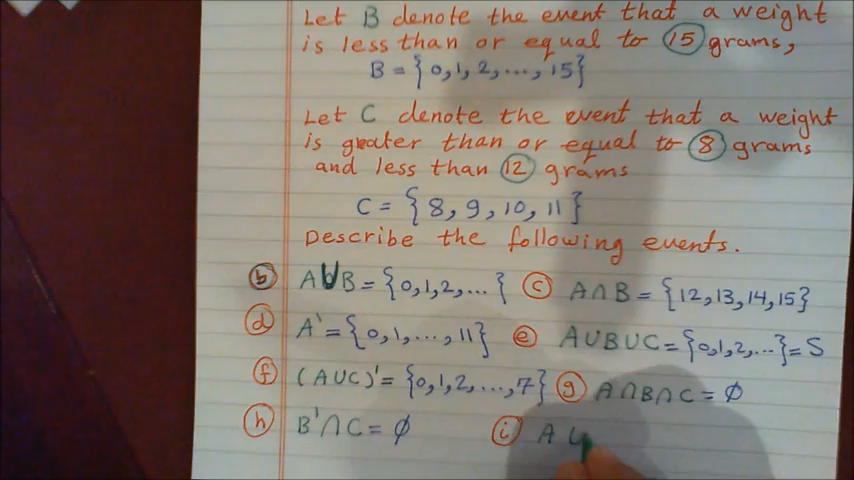 Let B denote the event that a weight
is less than or equal to 15 grams,
B = {0,1,2,...,15}
Let C denote the event that a weight
is greater than or equal to 8 grams
and less than 12 grams
C = {8, 9, 10, 11}
Describe the following events.
b A∪B = {0,1,2,...} c A∩B = {12,13,14,15}
d A' = {0,1,...,11} e A∪B∪C = {0,1,2,...} = S
f (A∪C)' = {0,1,2,...,7} g A∩B∩C = ∅
h B'∩C = ∅ i A ∪